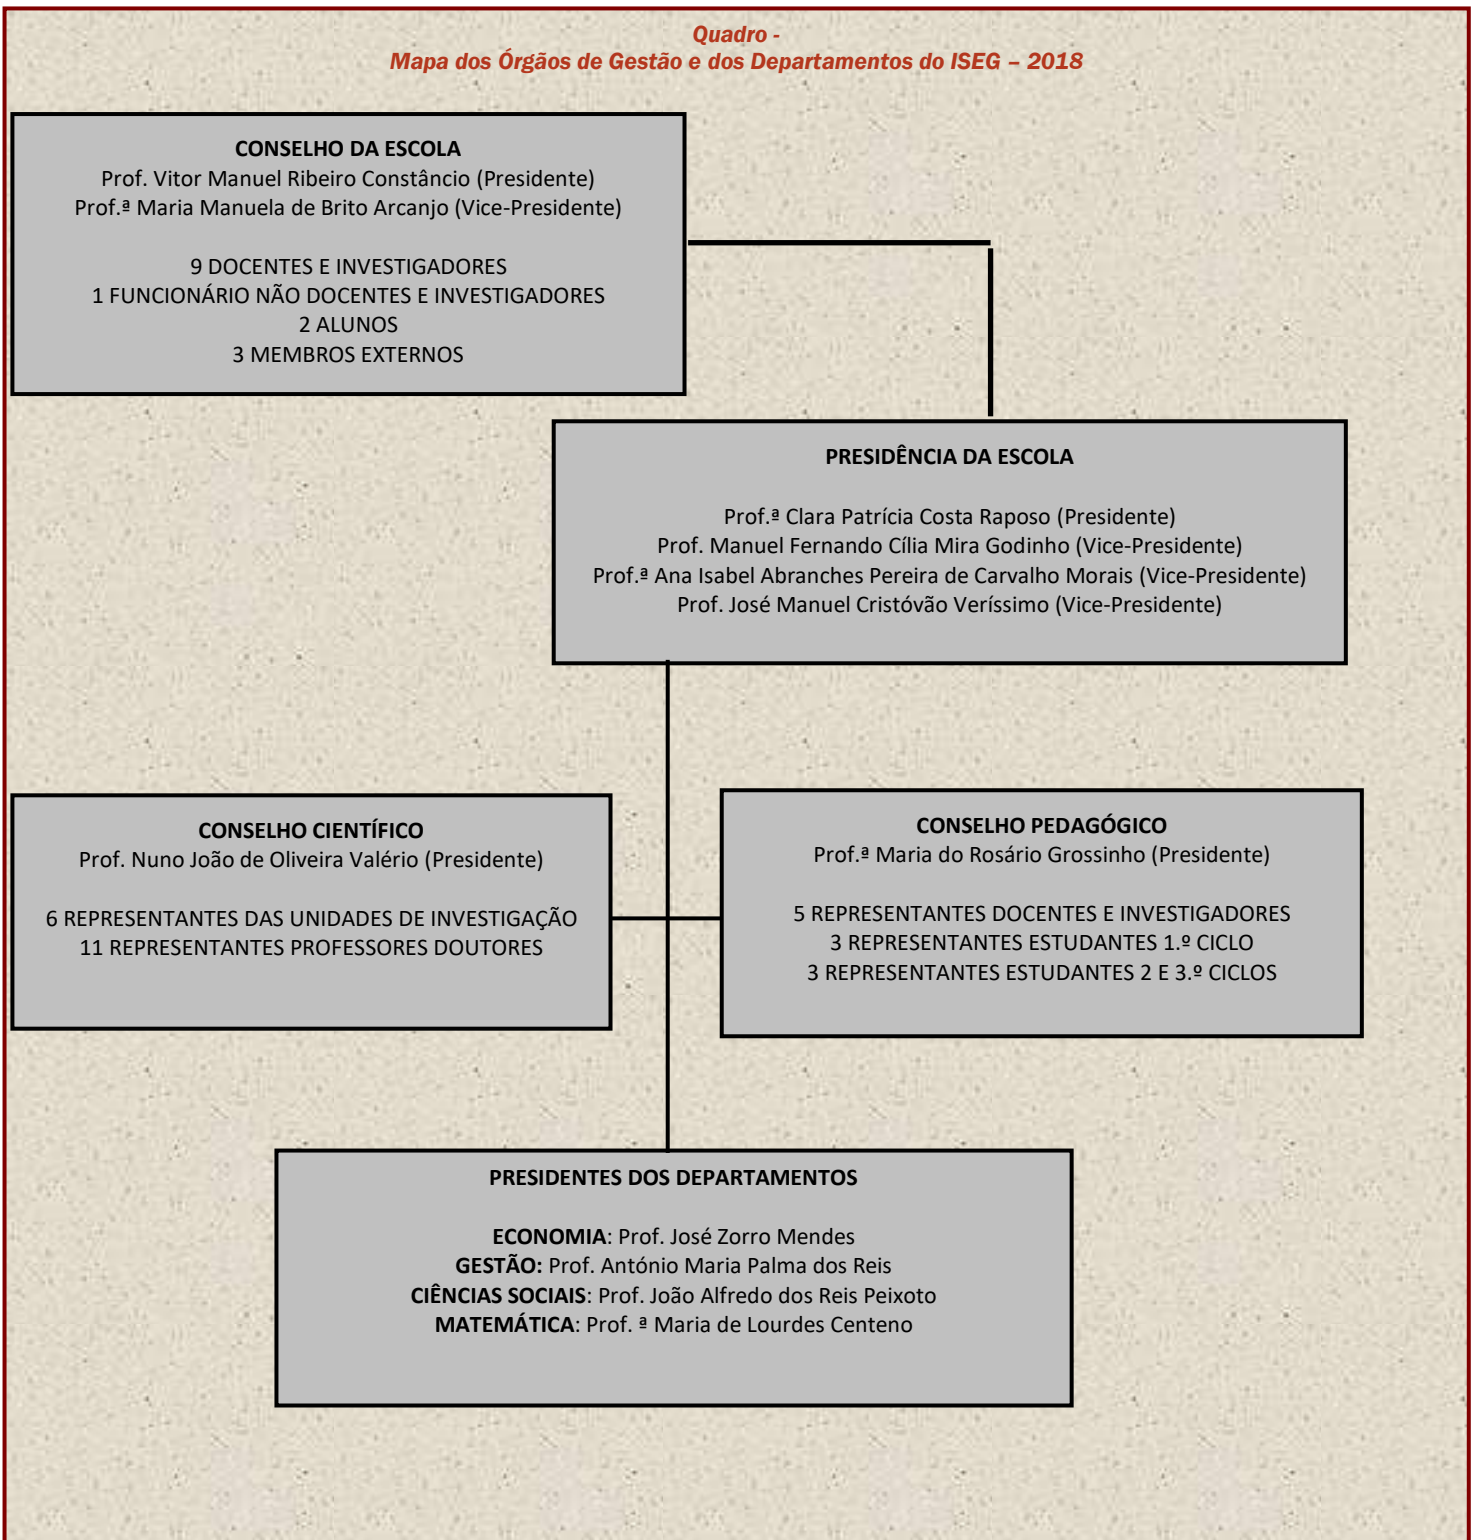 Quadro -
Mapa dos Órgãos de Gestão e dos Departamentos do ISEG – 2018
CONSELHO DA ESCOLA
Prof. Vitor Manuel Ribeiro Constâncio (Presidente)
Prof.ª Maria Manuela de Brito Arcanjo (Vice-Presidente)
9 DOCENTES E INVESTIGADORES
1 FUNCIONÁRIO NÃO DOCENTES E INVESTIGADORES
2 ALUNOS
3 MEMBROS EXTERNOS
PRESIDÊNCIA DA ESCOLA
Prof.ª Clara Patrícia Costa Raposo (Presidente)
Prof. Manuel Fernando Cília Mira Godinho (Vice-Presidente)
Prof.ª Ana Isabel Abranches Pereira de Carvalho Morais (Vice-Presidente)
Prof. José Manuel Cristóvão Veríssimo (Vice-Presidente)
CONSELHO CIENTÍFICO
Prof. Nuno João de Oliveira Valério (Presidente)
6 REPRESENTANTES DAS UNIDADES DE INVESTIGAÇÃO
11 REPRESENTANTES PROFESSORES DOUTORES
CONSELHO PEDAGÓGICO
Prof.ª Maria do Rosário Grossinho (Presidente)
5 REPRESENTANTES DOCENTES E INVESTIGADORES
3 REPRESENTANTES ESTUDANTES 1.º CICLO
3 REPRESENTANTES ESTUDANTES 2 E 3.º CICLOS
PRESIDENTES DOS DEPARTAMENTOS
ECONOMIA: Prof. José Zorro Mendes
GESTÃO: Prof. António Maria Palma dos Reis
CIÊNCIAS SOCIAIS: Prof. João Alfredo dos Reis Peixoto
MATEMÁTICA: Prof. ª Maria de Lourdes Centeno